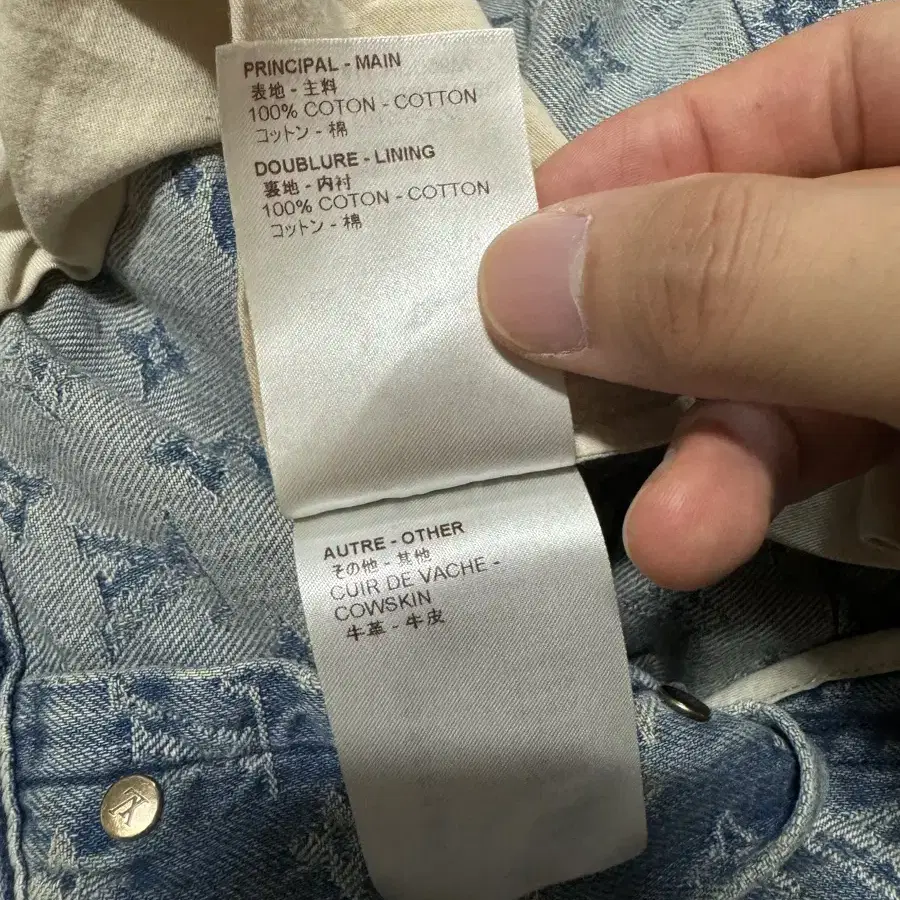 PRINCIPAL - MAIN
表地 - 主料
100% COTON - COTTON
コットン - 棉
DOUBLURE - LINING
裏地 - 内衬
100% COTON - COTTON
コットン - 棉
AUTRE - OTHER
その他 - 其他
CUIR DE VACHE -
COWSKIN
牛革 - 牛皮
LV